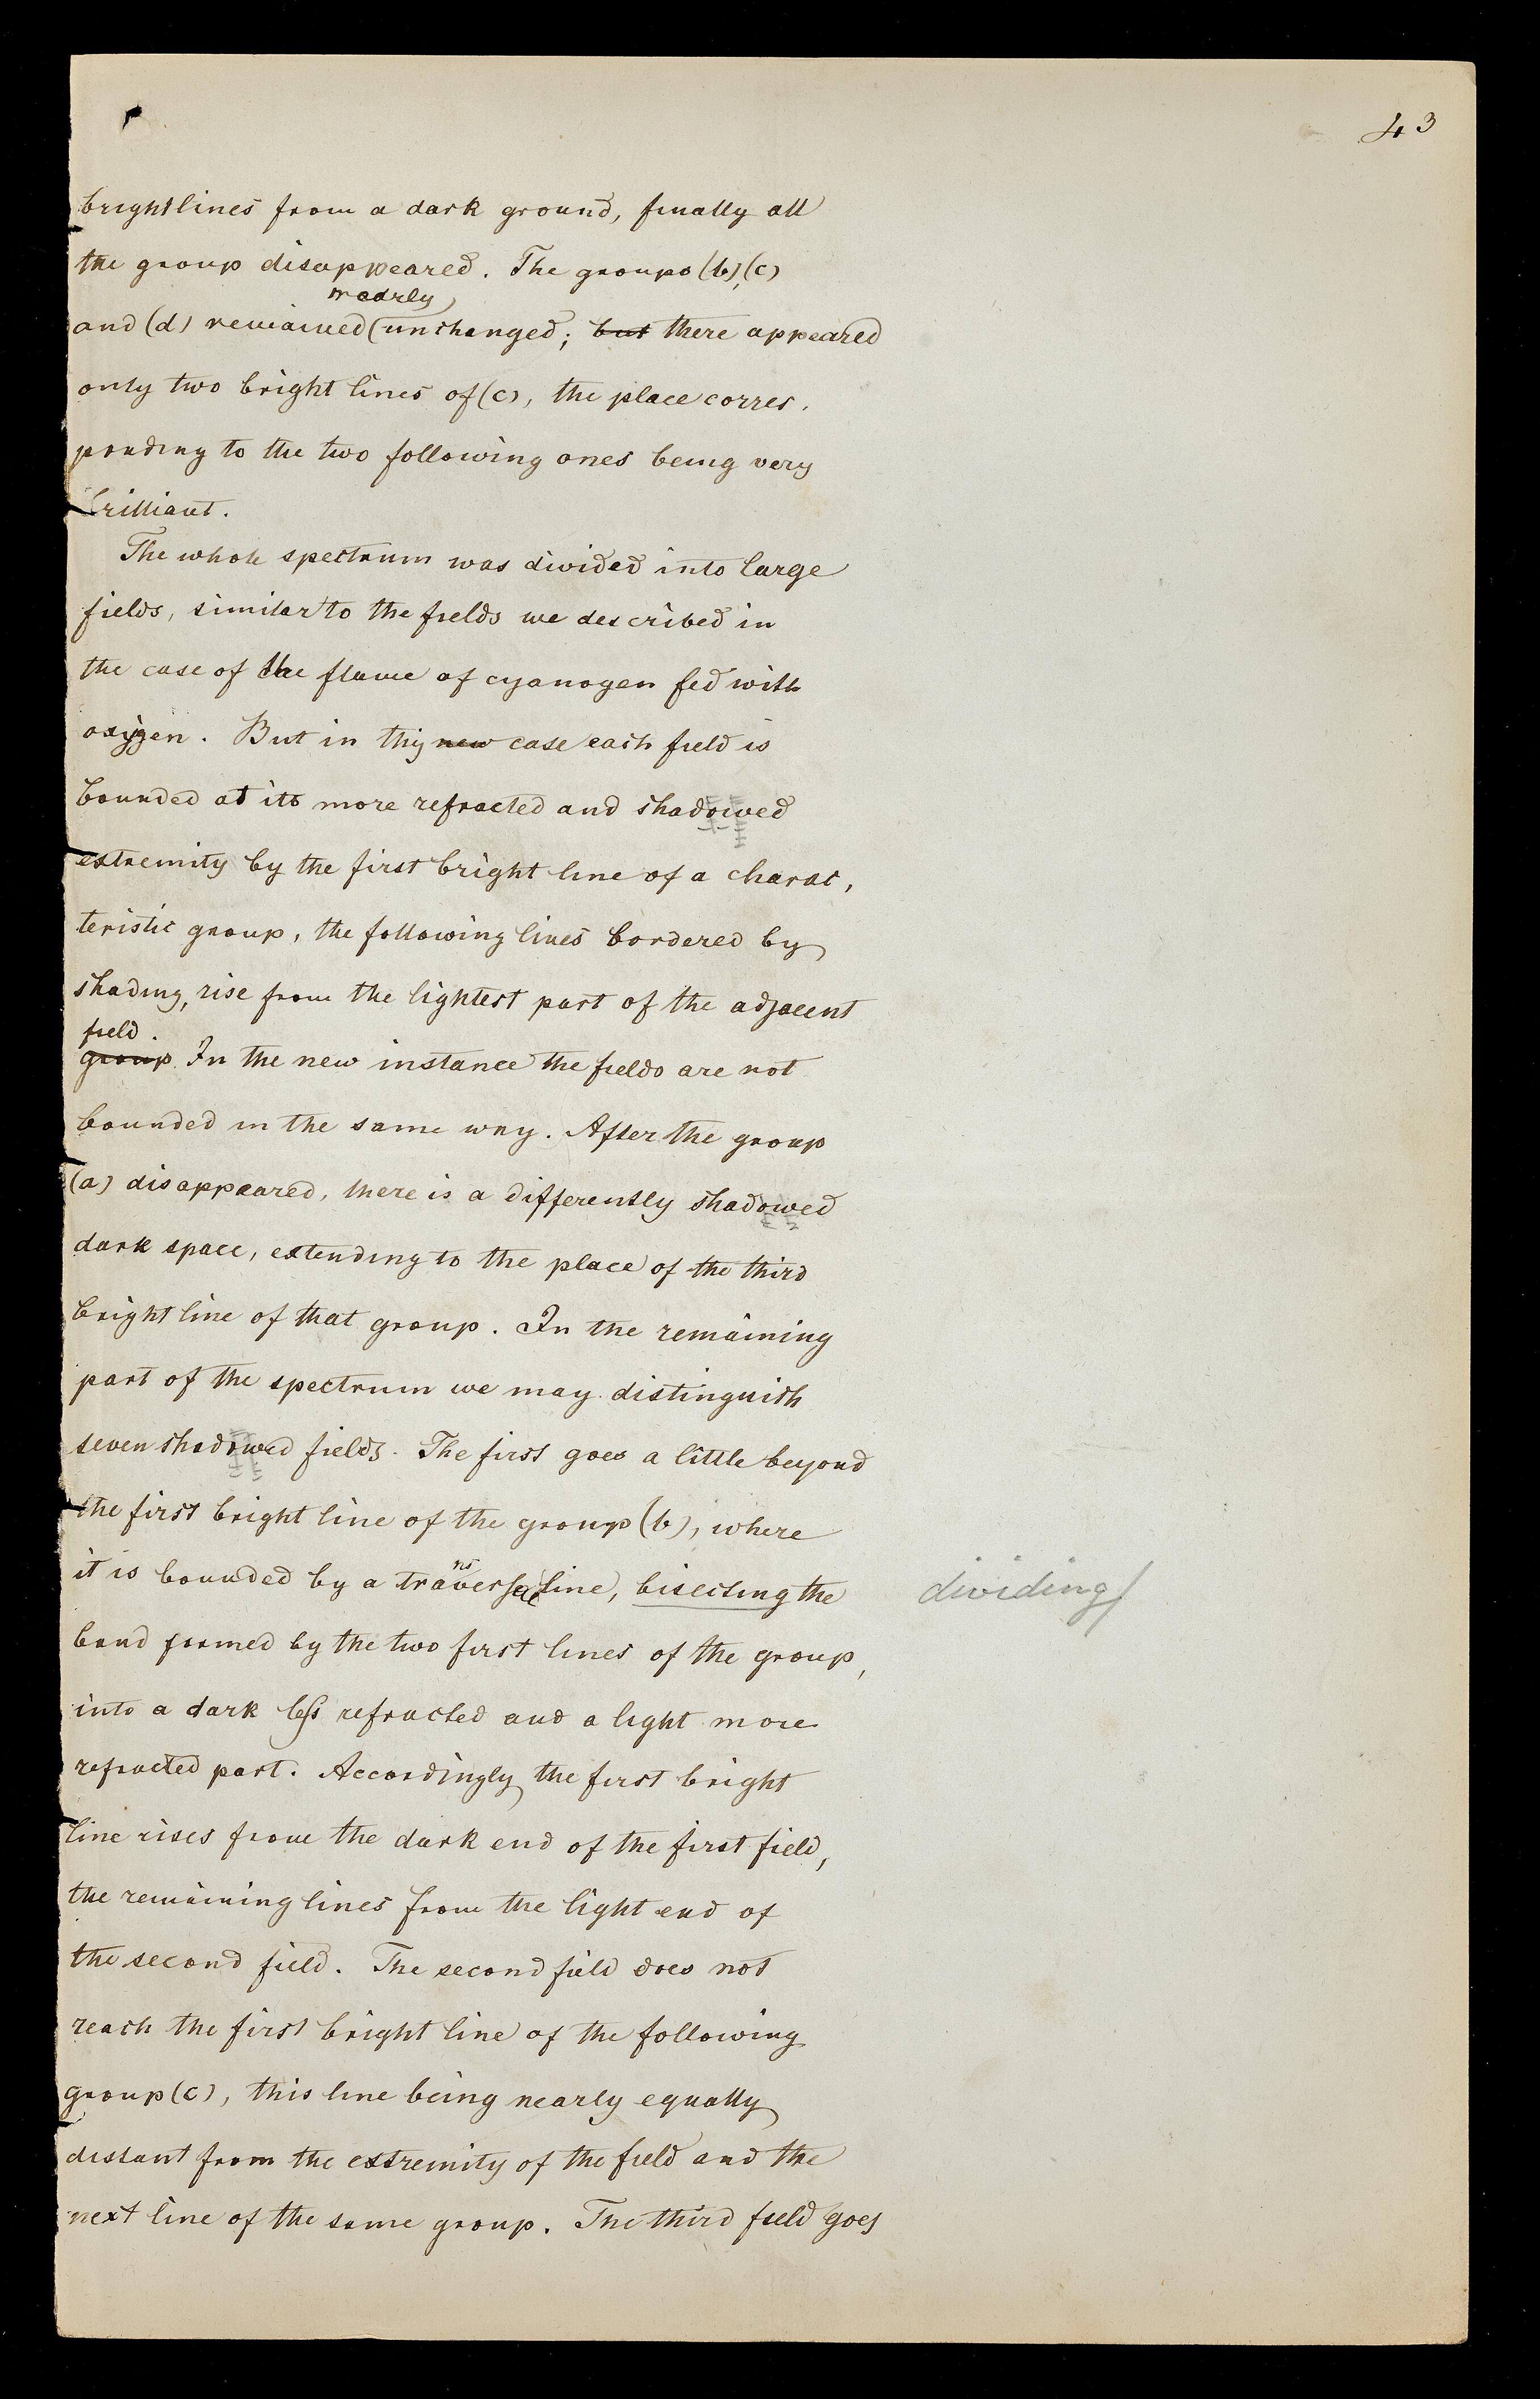 43
bright lines from a dark ground, finally all
the group disappeared. The groups (b), (c)
nearly
and (d) remained unchanged; but there appeared
only two bright lines of (c), the place corres.
ponding to the two following ones being very
brilliant.
The whole spectrum was divided into large
fields, similar to the fields we described in
the case of the flame of cyanogen fed with
oxygen. But in this new case each field is
bounded at its more refracted and shadowed
extremity by the first bright line of a charac,
teristic group, the following lines bordered by
shading, rise from the lightest part of the adjacent
field.
group In the new instance the fields are not
bounded in the same way. After the group
(a) disappeared, there is a differently shadowed
dark space, extending to the place of the third
bright line of that group. In the remaining
part of the spectrum we may distinguish
seven shadowed fields. The first goes a little beyond
the first bright line of the group (b), where
ns
it is bounded by a traversal line, bisecting the dividing/
band formed by the two first lines of the group,
into a dark less refracted and a light more
refracted part. Accordingly the first bright
line rises from the dark end of the first field,
the remaining lines from the light end of
the second field. The second field does not
reach the first bright line of the following
group (c), this line being nearly equally
distant from the extremity of the field and the
next line of the same group. The third field goes